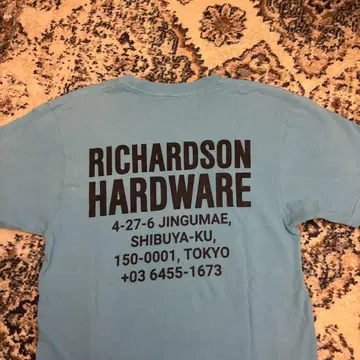 RICHARDSON
HARDWARE
4-27-6 JINGUMAE,
SHIBUYA-KU,
150-0001, TOKYO
+03 6455-1673